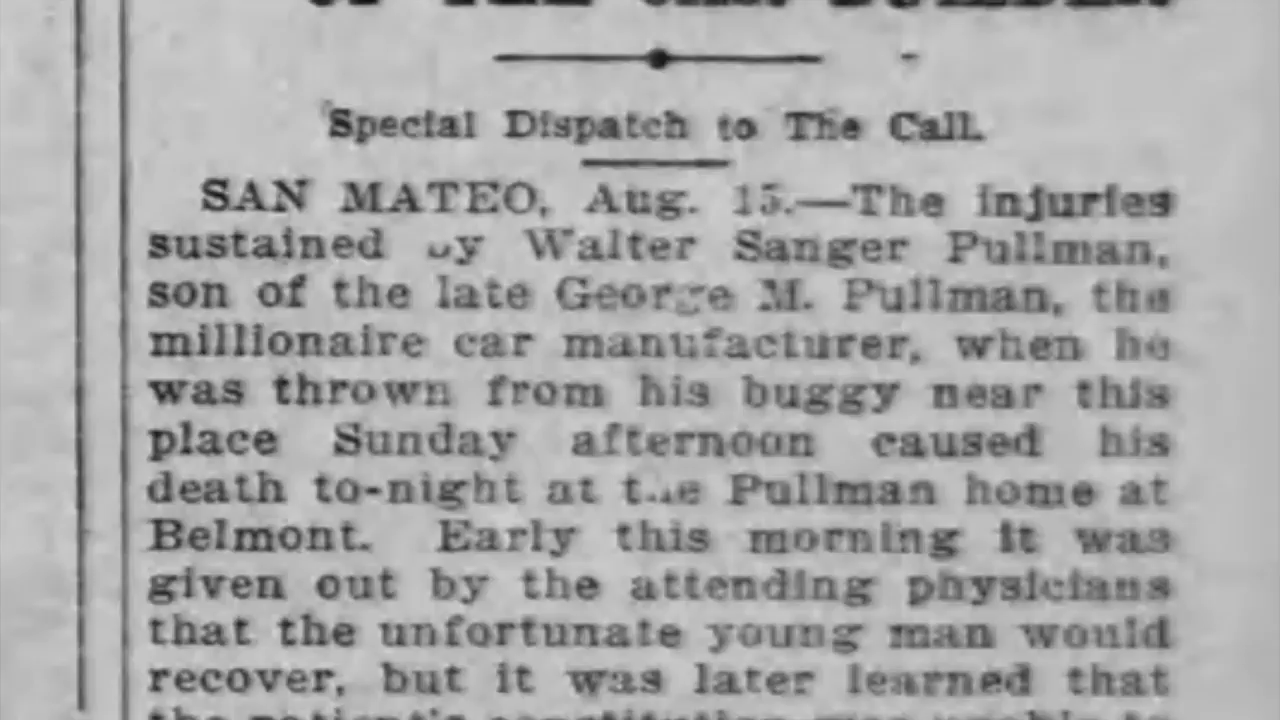 Special Dispatch to The Call.
SAN MATEO, Aug. 15.—The injuries
sustained by Walter Sanger Pullman,
son of the late George M. Pullman, the
millionaire car manufacturer, when he
was thrown from his buggy near this
place Sunday afternoon caused his
death to-night at the Pullman home at
Belmont. Early this morning it was
given out by the attending physicians
that the unfortunate young man would
recover, but it was later learned that